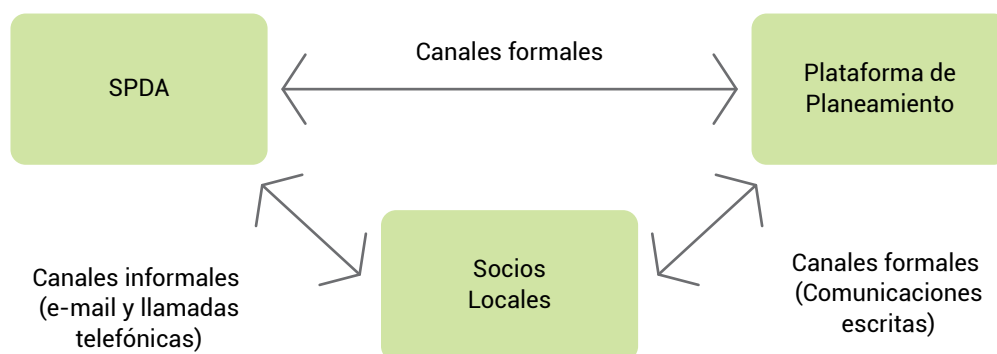 Canales formales
SPDA
Plataforma de
Planeamiento
Socios
Locales
Canales informales
(e-mail y llamadas
telefónicas)
Canales formales
(Comunicaciones
escritas)